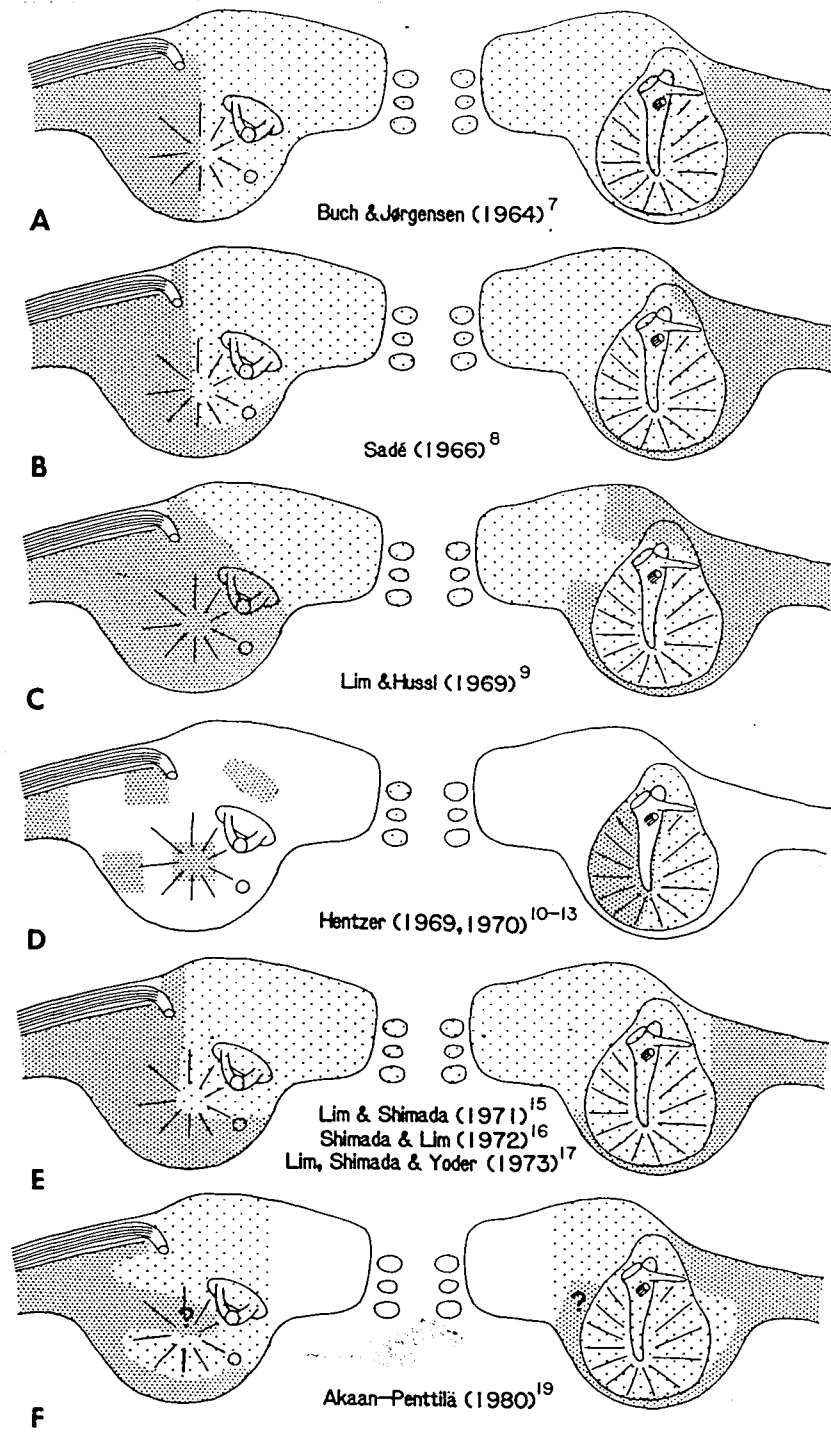 Buch & Jørgensen (1964)7
A
Sadé (1966)8
B
Lim & Hussl (1969)9
C
Hentzer (1969, 1970)10-13
D
Lim & Shimada (1971)15
Shimada & Lim (1972)16
Lim, Shimada & Yoder (1973)17
E
?
?
Akaan-Penttilä (1980)19
F